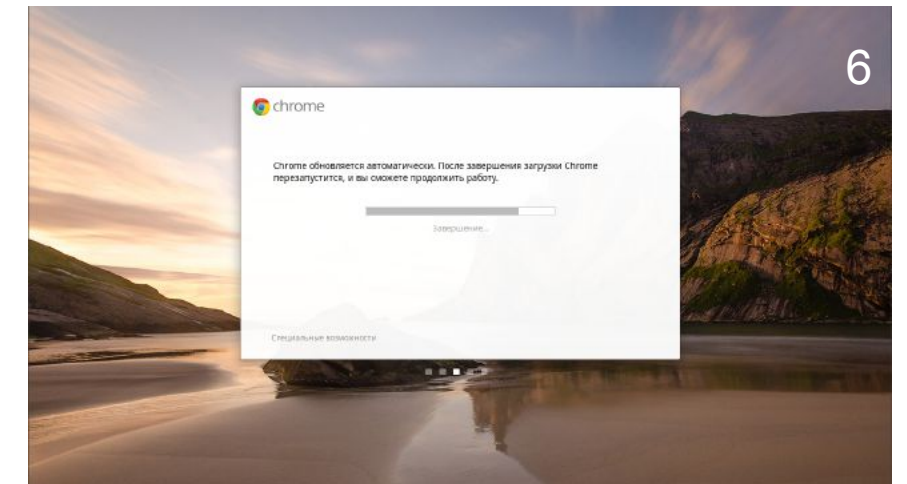 6
chrome
Chrome обновляется автоматически. После завершения загрузки Chrome
перезапустится, и вы сможете продолжить работу.
Завершение...
Специальные возможности